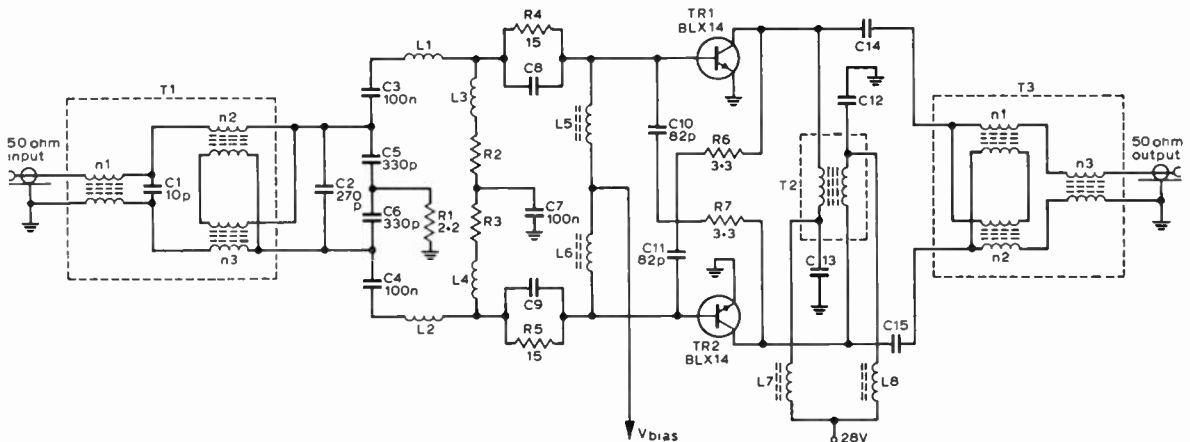 T1
50 ohm
input
n1
C1
10p
n2
n3
C2
270
p
C3
100n
C5
330p
C6
330p
C4
100n
R1
2·2
L1
L2
L3
R2
R3
L4
C7
100n
R4
15
C8
C9
R5
15
L5
L6
Vbias
C10
82p
C11
82p
R6
3·3
R7
3·3
TR1
BLX14
TR2
BLX14
T2
C12
C13
C14
C15
L7
L8
28V
T3
n1
n2
n3
50 ohm
output